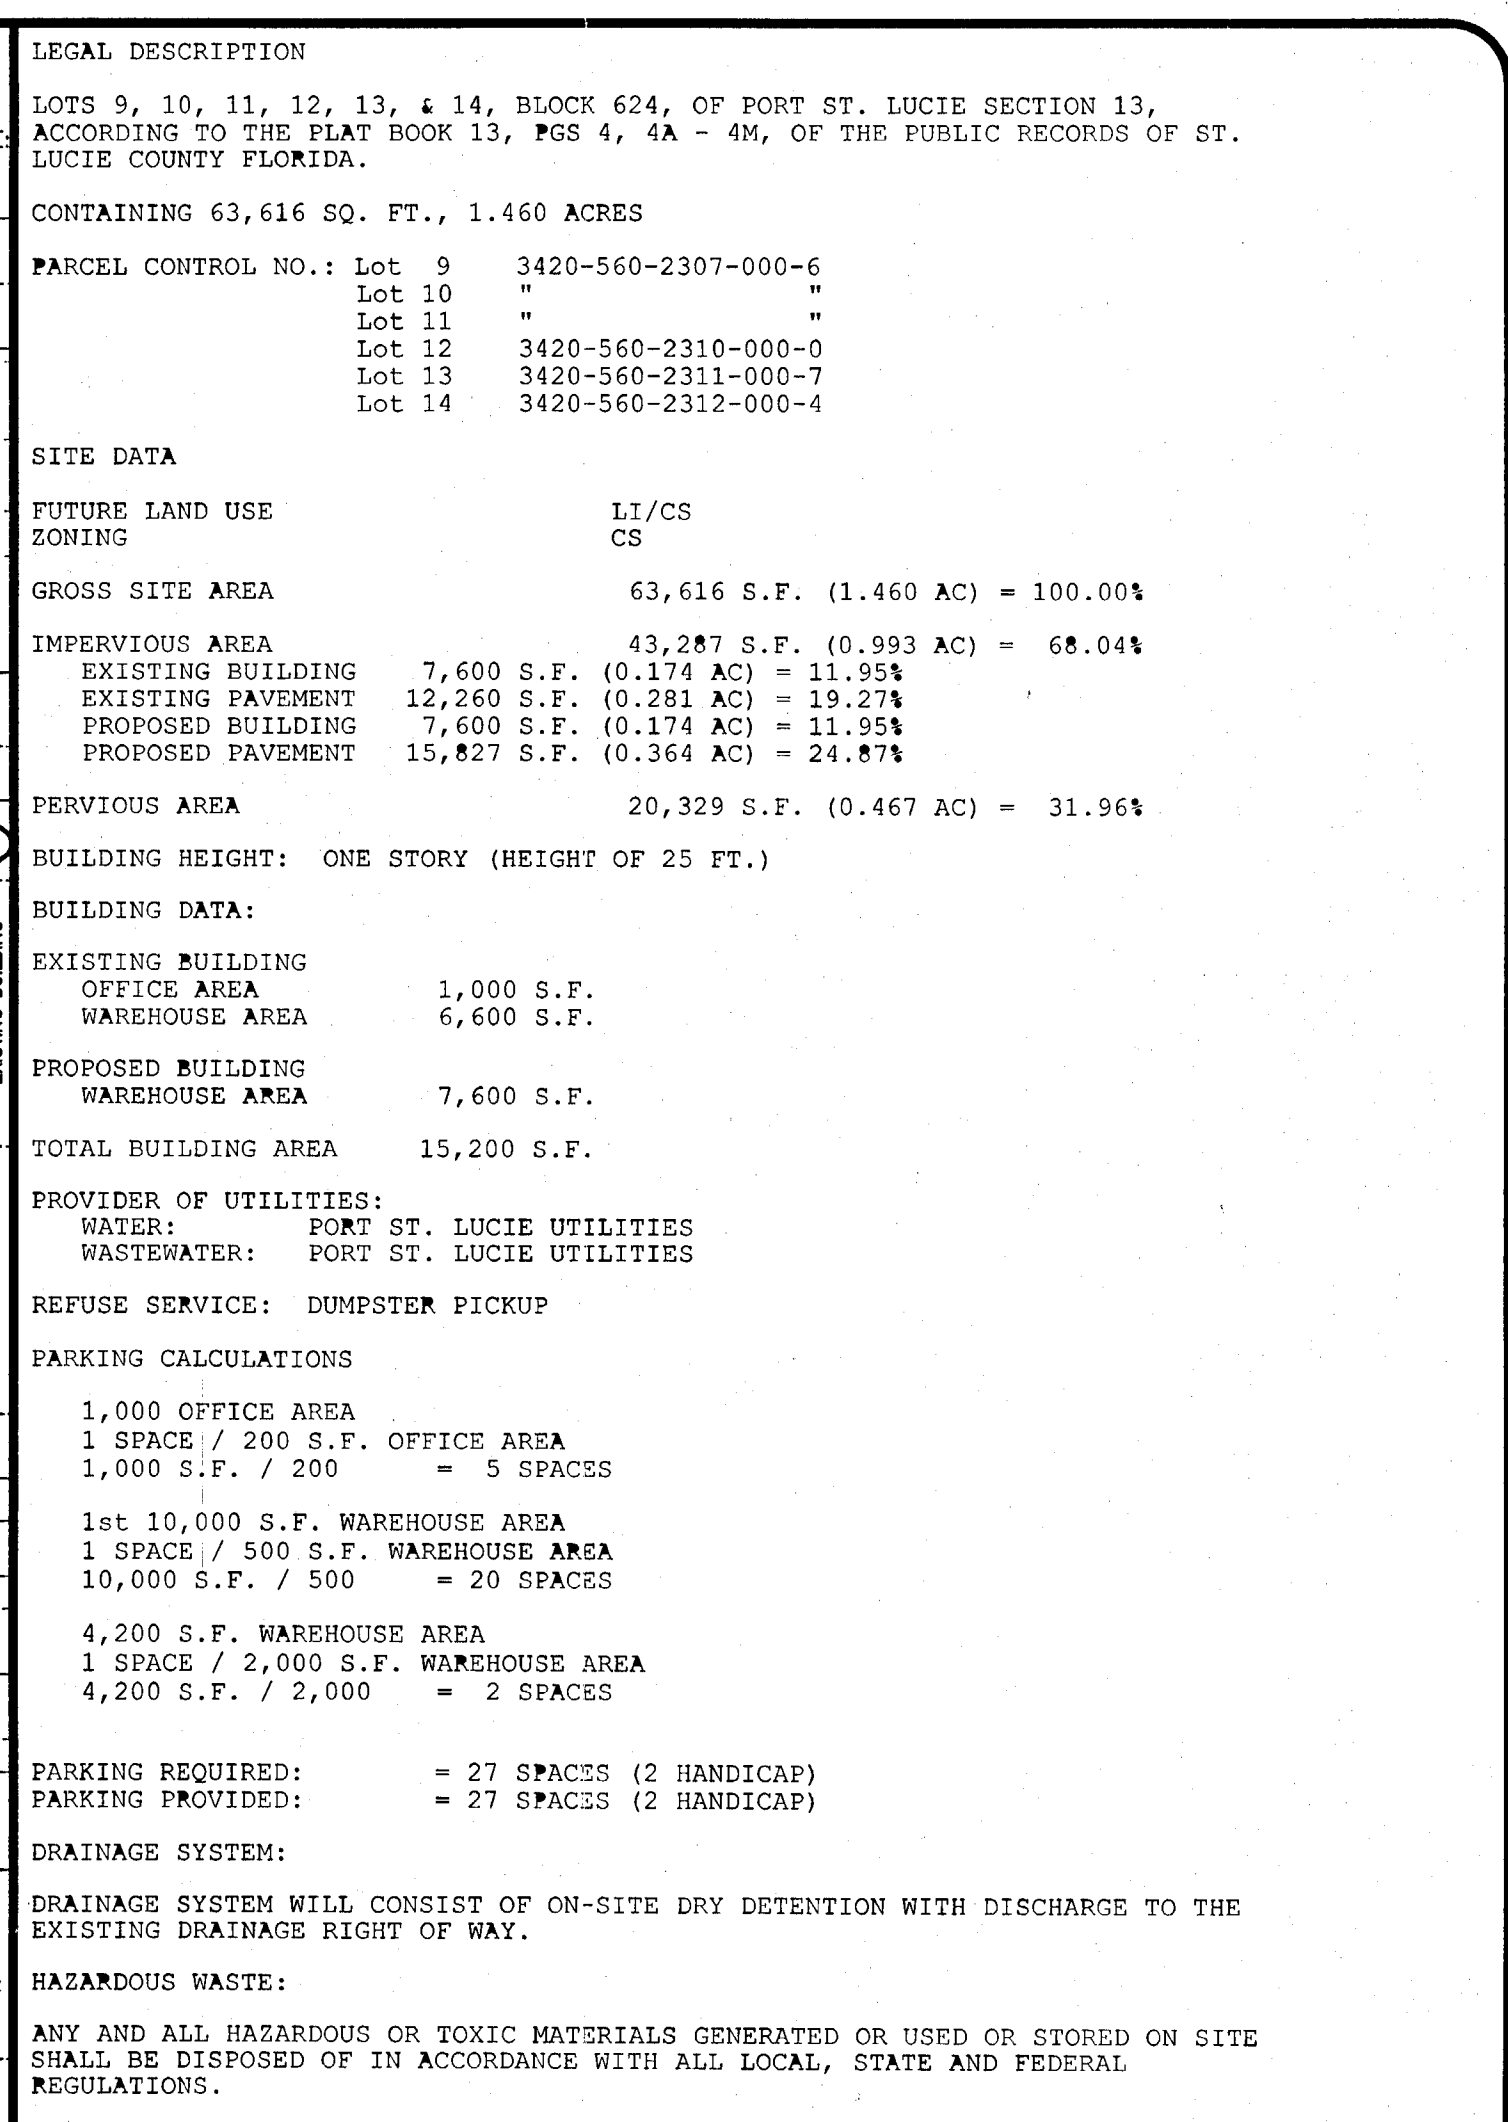 LEGAL DESCRIPTION
LOTS 9, 10, 11, 12, 13, & 14, BLOCK 624, OF PORT ST. LUCIE SECTION 13,
ACCORDING TO THE PLAT BOOK 13, PGS 4, 4A - 4M, OF THE PUBLIC RECORDS OF ST.
LUCIE COUNTY FLORIDA.
CONTAINING 63,616 SQ. FT., 1.460 ACRES
PARCEL CONTROL NO.: Lot 9 3420-560-2307-000-6
Lot 10 " "
Lot 11 " "
Lot 12 3420-560-2310-000-0
Lot 13 3420-560-2311-000-7
Lot 14 3420-560-2312-000-4
SITE DATA
FUTURE LAND USE LI/CS
ZONING CS
GROSS SITE AREA 63,616 S.F. (1.460 AC) = 100.00%
IMPERVIOUS AREA 43,287 S.F. (0.993 AC) = 68.04%
EXISTING BUILDING 7,600 S.F. (0.174 AC) = 11.95%
EXISTING PAVEMENT 12,260 S.F. (0.281 AC) = 19.27%
PROPOSED BUILDING 7,600 S.F. (0.174 AC) = 11.95%
PROPOSED PAVEMENT 15,827 S.F. (0.364 AC) = 24.87%
PERVIOUS AREA 20,329 S.F. (0.467 AC) = 31.96%
BUILDING HEIGHT: ONE STORY (HEIGHT OF 25 FT.)
BUILDING DATA:
EXISTING BUILDING
OFFICE AREA 1,000 S.F.
WAREHOUSE AREA 6,600 S.F.
PROPOSED BUILDING
WAREHOUSE AREA 7,600 S.F.
TOTAL BUILDING AREA 15,200 S.F.
PROVIDER OF UTILITIES:
WATER: PORT ST. LUCIE UTILITIES
WASTEWATER: PORT ST. LUCIE UTILITIES
REFUSE SERVICE: DUMPSTER PICKUP
PARKING CALCULATIONS
1,000 OFFICE AREA
1 SPACE / 200 S.F. OFFICE AREA
1,000 S.F. / 200 = 5 SPACES
1st 10,000 S.F. WAREHOUSE AREA
1 SPACE / 500 S.F. WAREHOUSE AREA
10,000 S.F. / 500 = 20 SPACES
4,200 S.F. WAREHOUSE AREA
1 SPACE / 2,000 S.F. WAREHOUSE AREA
4,200 S.F. / 2,000 = 2 SPACES
PARKING REQUIRED: = 27 SPACES (2 HANDICAP)
PARKING PROVIDED: = 27 SPACES (2 HANDICAP)
DRAINAGE SYSTEM:
DRAINAGE SYSTEM WILL CONSIST OF ON-SITE DRY DETENTION WITH DISCHARGE TO THE
EXISTING DRAINAGE RIGHT OF WAY.
HAZARDOUS WASTE:
ANY AND ALL HAZARDOUS OR TOXIC MATERIALS GENERATED OR USED OR STORED ON SITE
SHALL BE DISPOSED OF IN ACCORDANCE WITH ALL LOCAL, STATE AND FEDERAL
REGULATIONS.